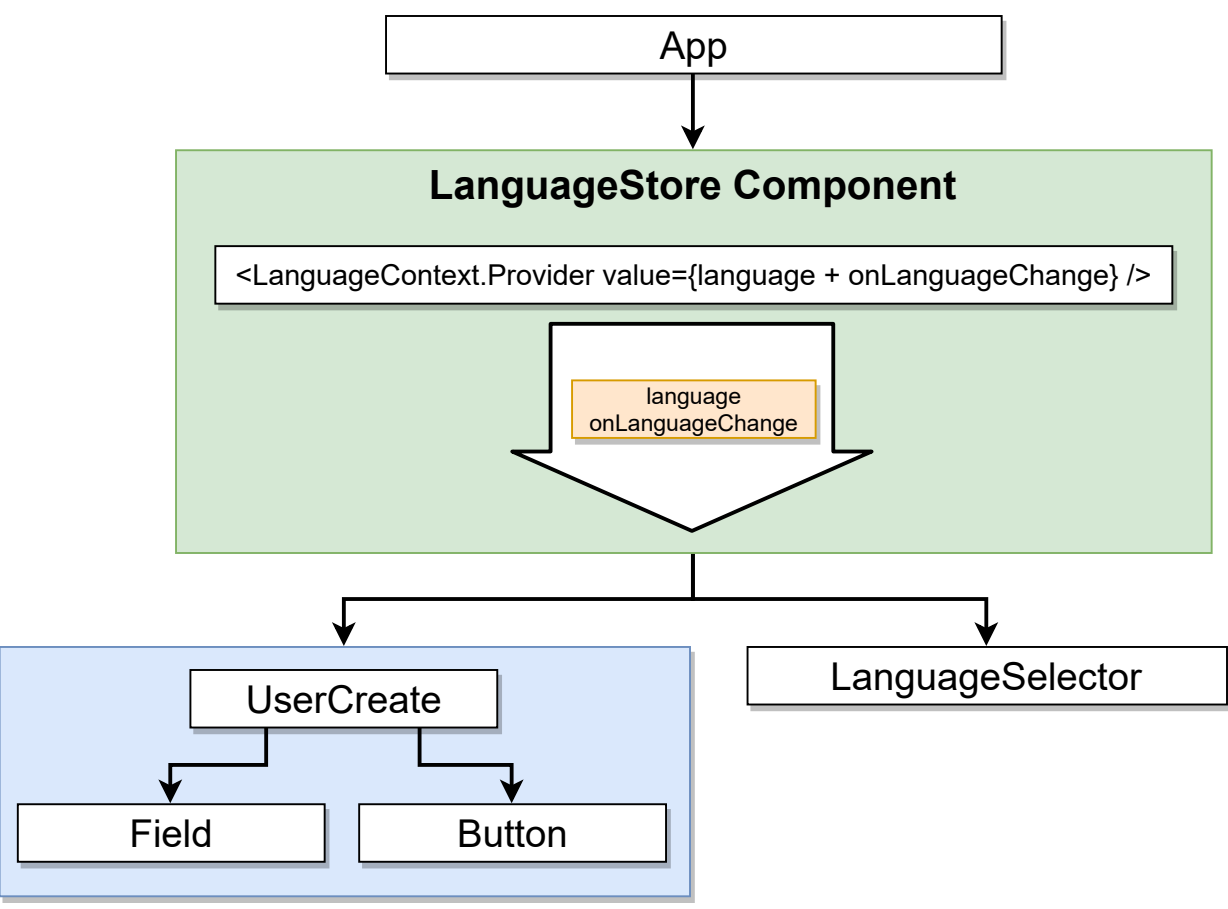 App
LanguageStore Component
<LanguageContext.Provider value={language + onLanguageChange} />
language
onLanguageChange
UserCreate
LanguageSelector
Field
Button